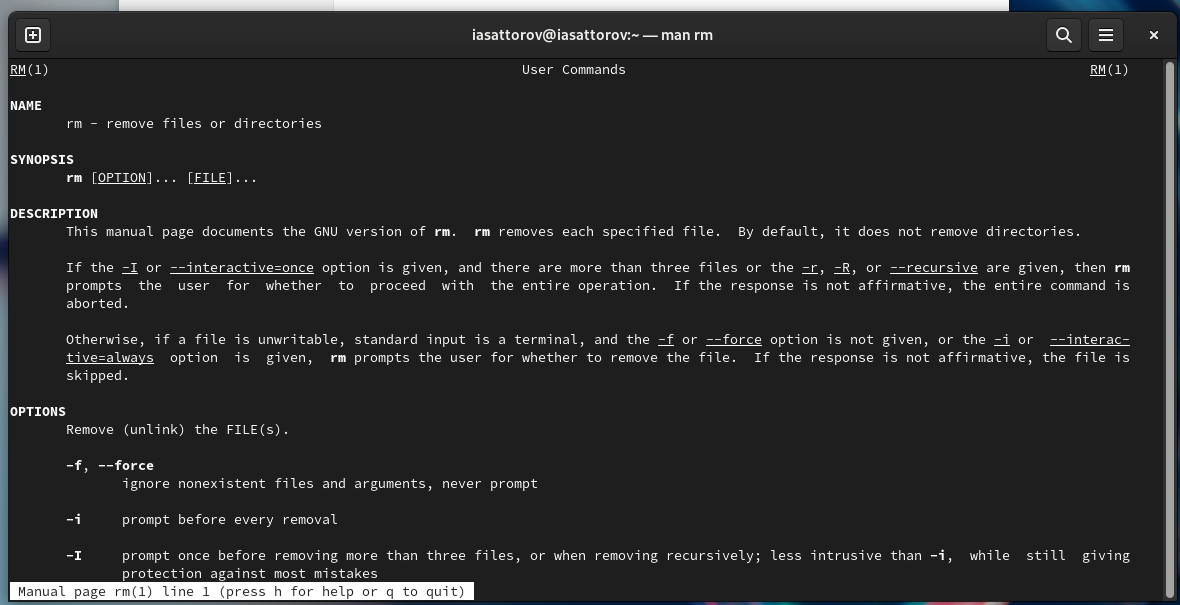 iasattorov@iasattorov:~ — man rm
RM(1) User Commands RM(1)
NAME
rm - remove files or directories
SYNOPSIS
rm [OPTION]... [FILE]...
DESCRIPTION
This manual page documents the GNU version of rm.  rm removes each specified file.  By default, it does not remove directories.
If the -I or --interactive=once option is given, and there are more than three files or the -r, -R, or --recursive are given, then rm
prompts  the  user  for  whether  to  proceed  with  the entire operation.  If the response is not affirmative, the entire command is
aborted.
Otherwise, if a file is unwritable, standard input is a terminal, and the -f or --force option is not given, or the -i or  --interac-
tive=always  option  is  given,  rm prompts the user for whether to remove the file.  If the response is not affirmative, the file is
skipped.
OPTIONS
Remove (unlink) the FILE(s).
-f, --force
ignore nonexistent files and arguments, never prompt
-i     prompt before every removal
-I     prompt once before removing more than three files, or when removing recursively; less intrusive than -i,  while  still  giving
protection against most mistakes
Manual page rm(1) line 1 (press h for help or q to quit)